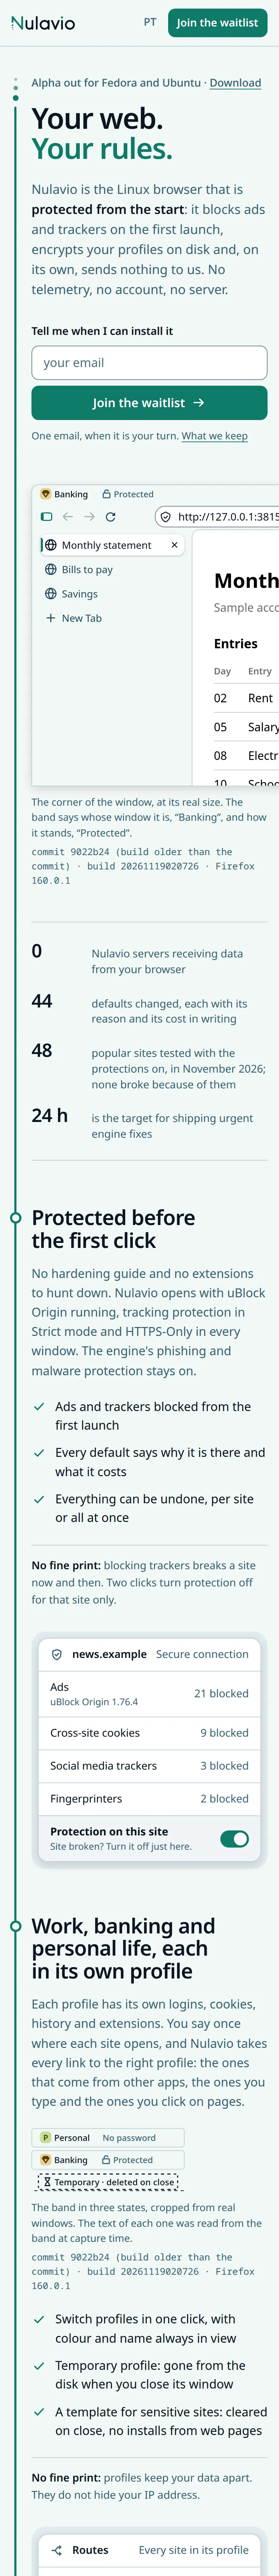 Nulavio
PT
Join the waitlist
Alpha out for Fedora and Ubuntu · Download
Your web.
Your rules.
Nulavio is the Linux browser that is
protected from the start: it blocks ads
and trackers on the first launch,
encrypts your profiles on disk and, on
its own, sends nothing to us. No
telemetry, no account, no server.
Tell me when I can install it
your email
Join the waitlist →
One email, when it is your turn. What we keep
Banking Protected
http://127.0.0.1:3815
Monthly statement ×
Bills to pay
Savings
+ New Tab
Month
Sample acco
Entries
Day Entry
02 Rent
05 Salary
08 Electr
10 Schoo
The corner of the window, at its real size. The
band says whose window it is, “Banking”, and how
it stands, “Protected”.
commit 9022b24 (build older than the
commit) · build 20261119020726 · Firefox
160.0.1
0 Nulavio servers receiving data
from your browser
44 defaults changed, each with its
reason and its cost in writing
48 popular sites tested with the
protections on, in November 2026;
none broke because of them
24 h is the target for shipping urgent
engine fixes
Protected before
the first click
No hardening guide and no extensions
to hunt down. Nulavio opens with uBlock
Origin running, tracking protection in
Strict mode and HTTPS-Only in every
window. The engine's phishing and
malware protection stays on.
Ads and trackers blocked from the
first launch
Every default says why it is there and
what it costs
Everything can be undone, per site
or all at once
No fine print: blocking trackers breaks a site
now and then. Two clicks turn protection off
for that site only.
news.example Secure connection
Ads
uBlock Origin 1.76.4
21 blocked
Cross-site cookies 9 blocked
Social media trackers 3 blocked
Fingerprinters 2 blocked
Protection on this site
Site broken? Turn it off just here.
Work, banking and
personal life, each
in its own profile
Each profile has its own logins, cookies,
history and extensions. You say once
where each site opens, and Nulavio takes
every link to the right profile: the ones
that come from other apps, the ones you
type and the ones you click on pages.
P Personal No password
Banking Protected
Temporary · deleted on close
The band in three states, cropped from real
windows. The text of each one was read from the
band at capture time.
commit 9022b24 (build older than the
commit) · build 20261119020726 · Firefox
160.0.1
Switch profiles in one click, with
colour and name always in view
Temporary profile: gone from the
disk when you close its window
A template for sensitive sites: cleared
on close, no installs from web pages
No fine print: profiles keep your data apart.
They do not hide your IP address.
Routes Every site in its profile